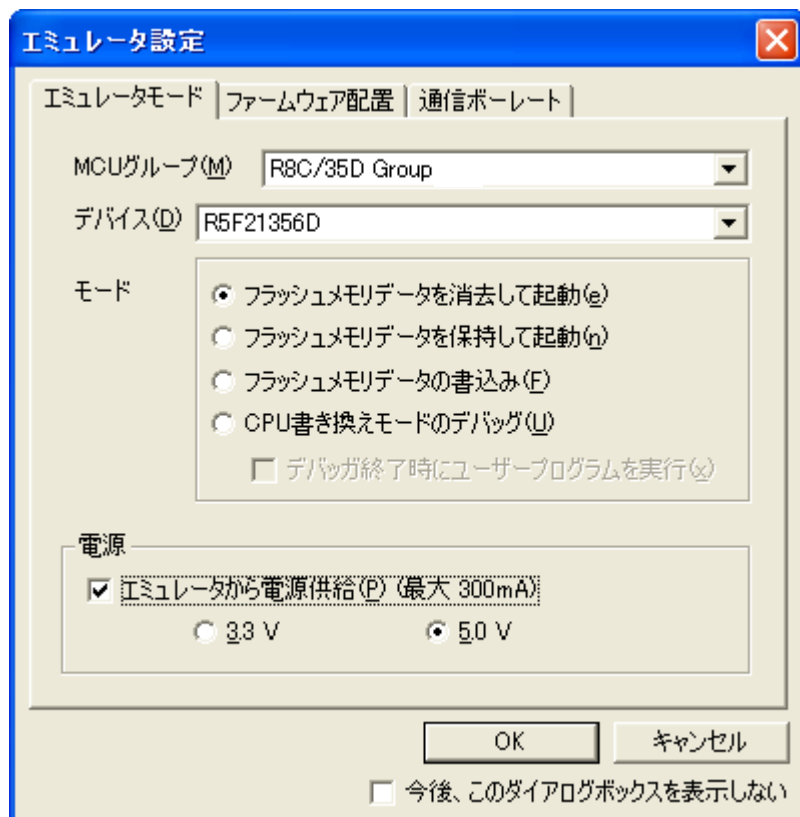 エミュレータ設定
エミュレータモード ファームウェア配置 通信ボーレート
MCUグループ(M) R8C/35D Group
デバイス(D) R5F21356D
モード
フラッシュメモリデータを消去して起動(e)
フラッシュメモリデータを保持して起動(n)
フラッシュメモリデータの書込み(F)
CPU書き換えモードのデバッグ(U)
デバッガ終了時にユーザープログラムを実行(x)
電源
エミュレータから電源供給(P) (最大 300mA)
3.3 V 5.0 V
OK キャンセル
今後、このダイアログボックスを表示しない